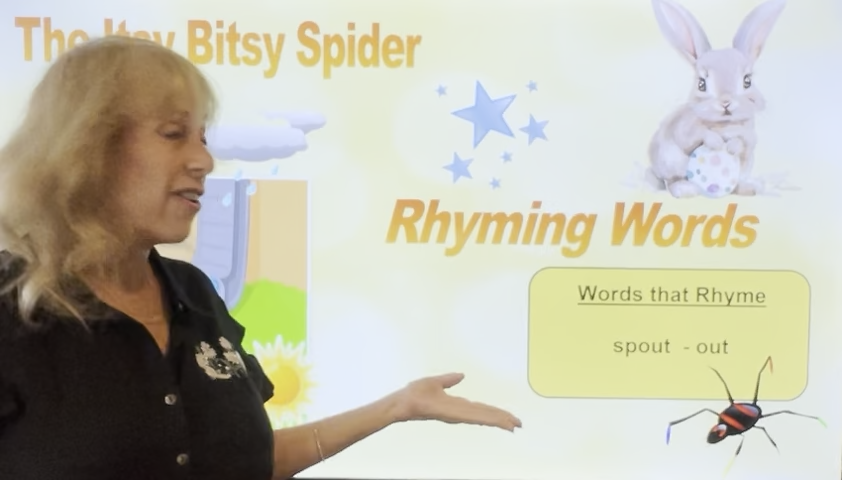 The Itsy Bitsy Spider
Rhyming Words
Words that Rhyme
spout - out